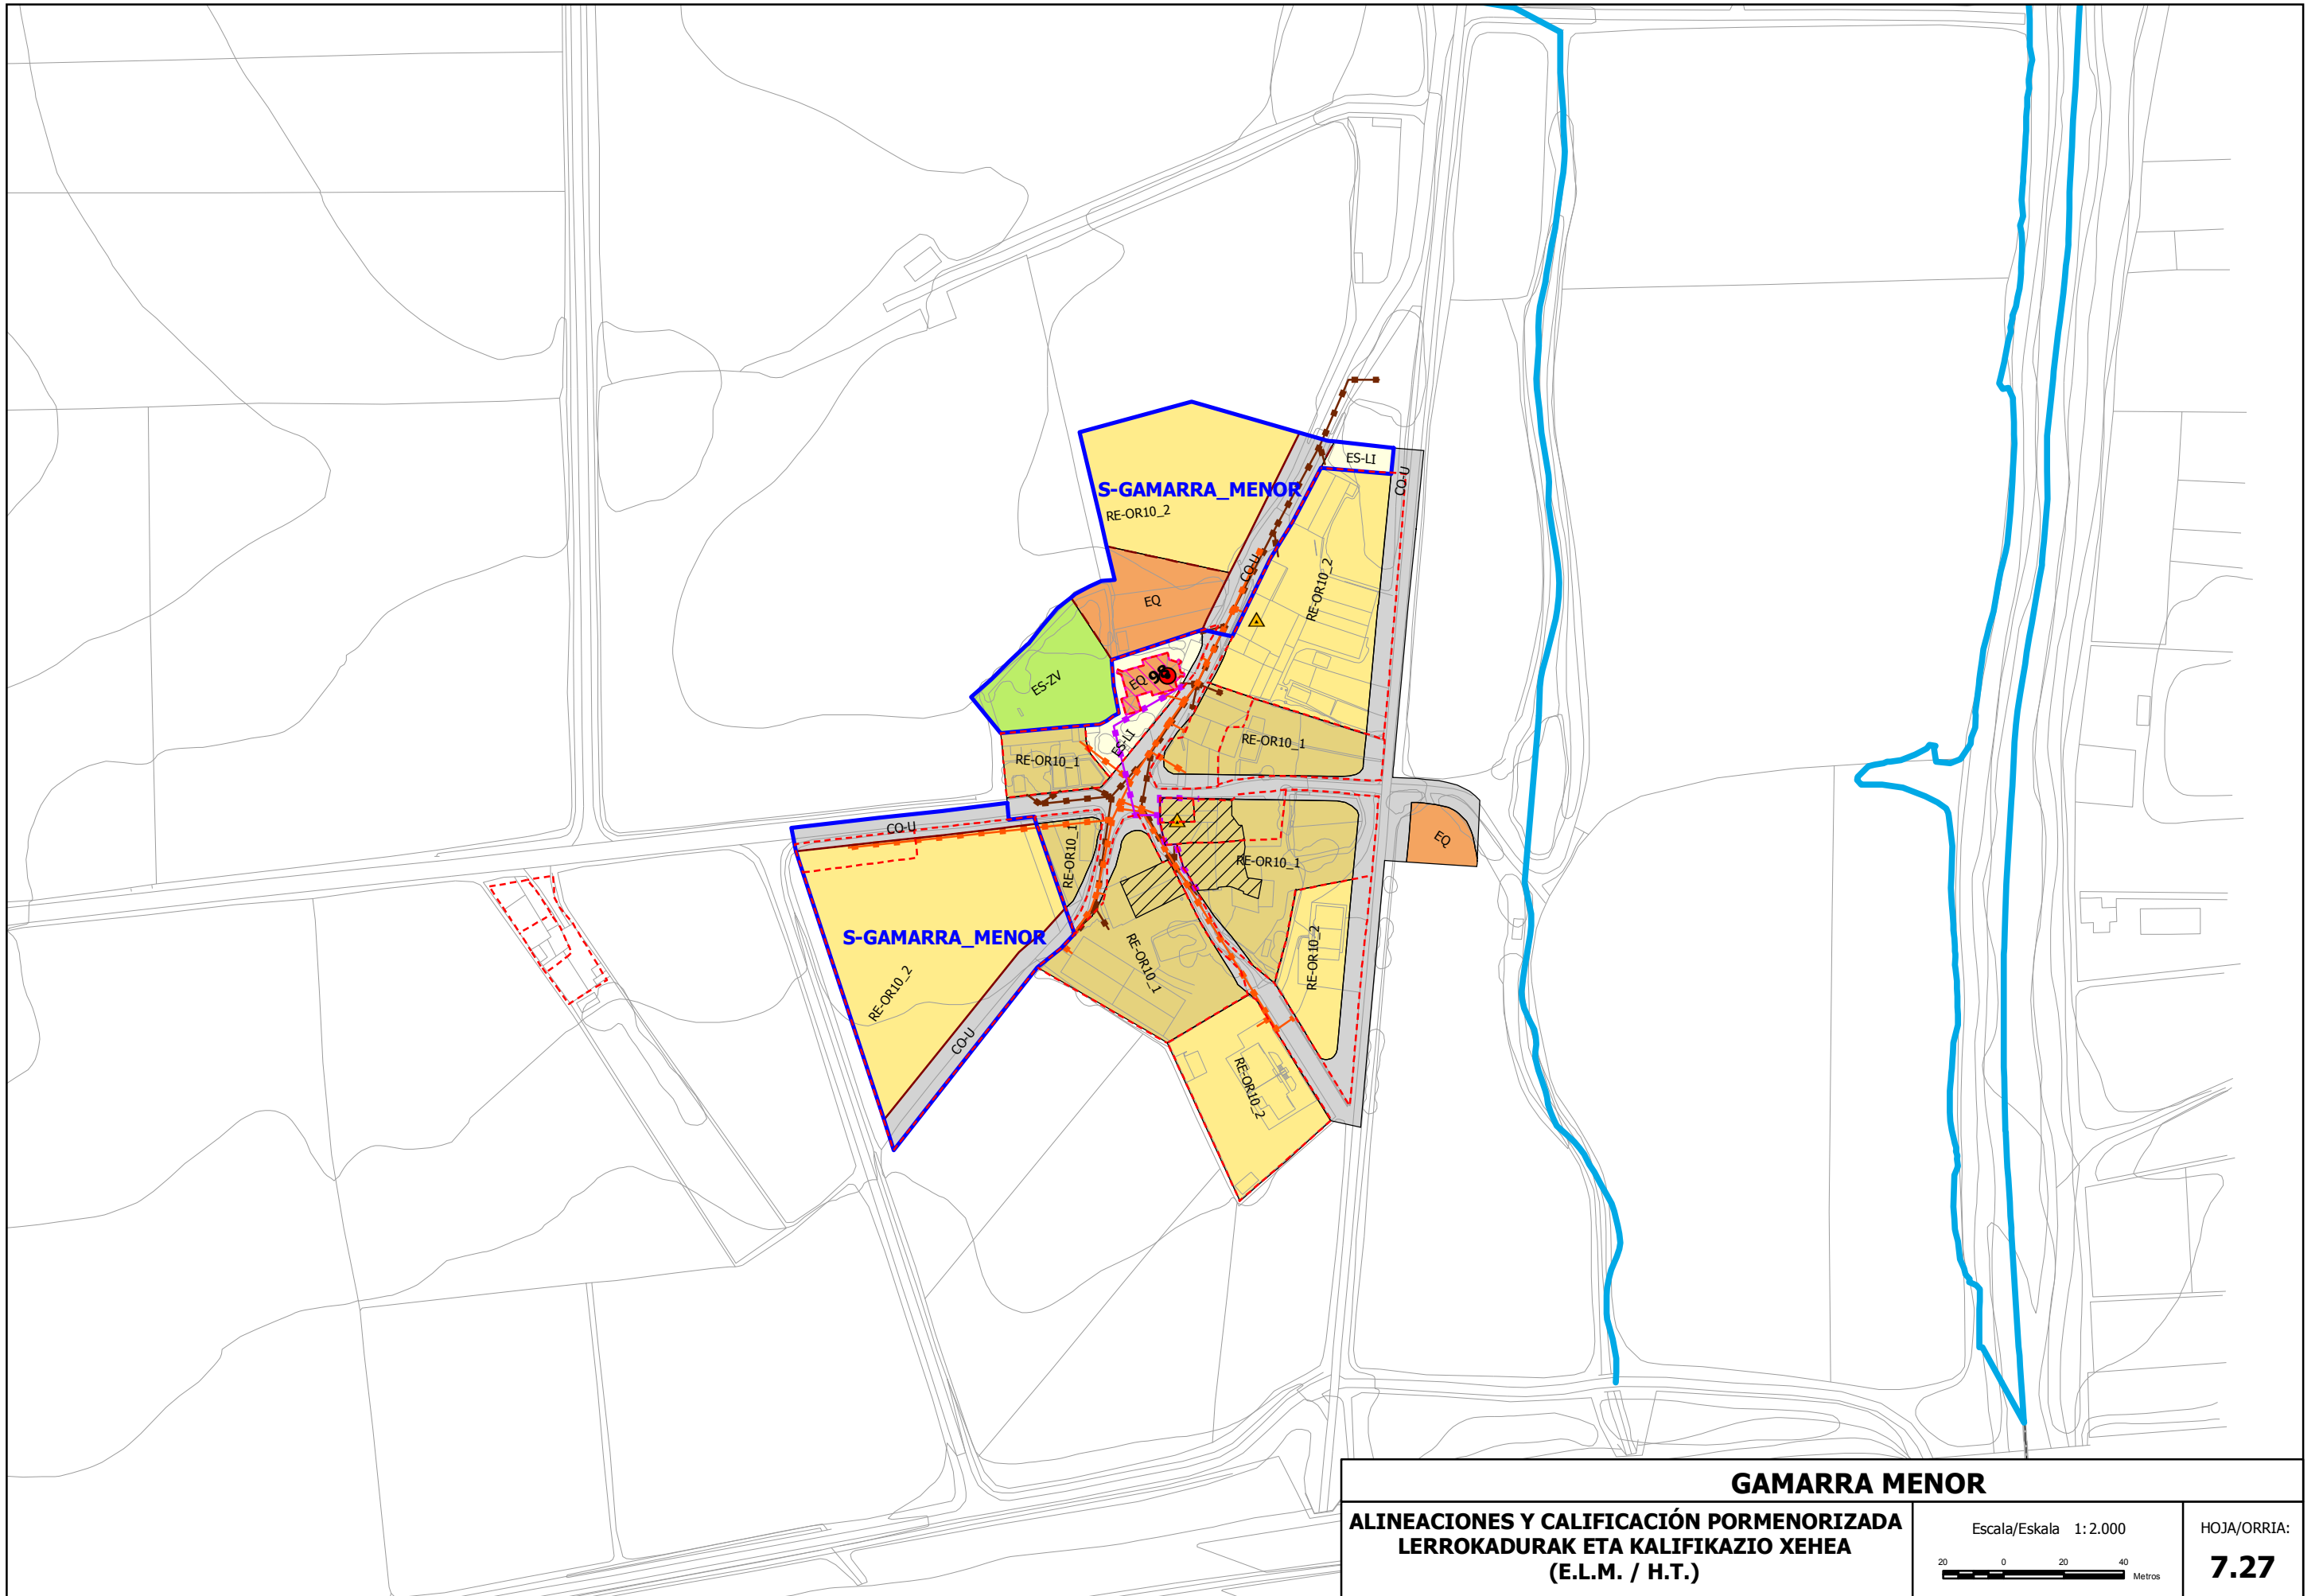 ES-LI
CO-U
S-GAMARRA_MENOR
RE-OR10_2
CO-U
RE-OR10_2
EQ
EQ
98
ES-ZV
ES-LI
RE-OR10_1
RE-OR10_1
CO-U
RE-OR10_1
RE-OR10_1
EQ
S-GAMARRA_MENOR
RE-OR10_2
RE-OR10_1
RE-OR10_2
CO-U
RE-OR10_2
GAMARRA MENOR
ALINEACIONES Y CALIFICACIÓN PORMENORIZADA
LERROKADURAK ETA KALIFIKAZIO XEHEA
(E.L.M. / H.T.)
Escala/Eskala 1:2.000
20 0 20 40
Metros
HOJA/ORRIA:
7.27